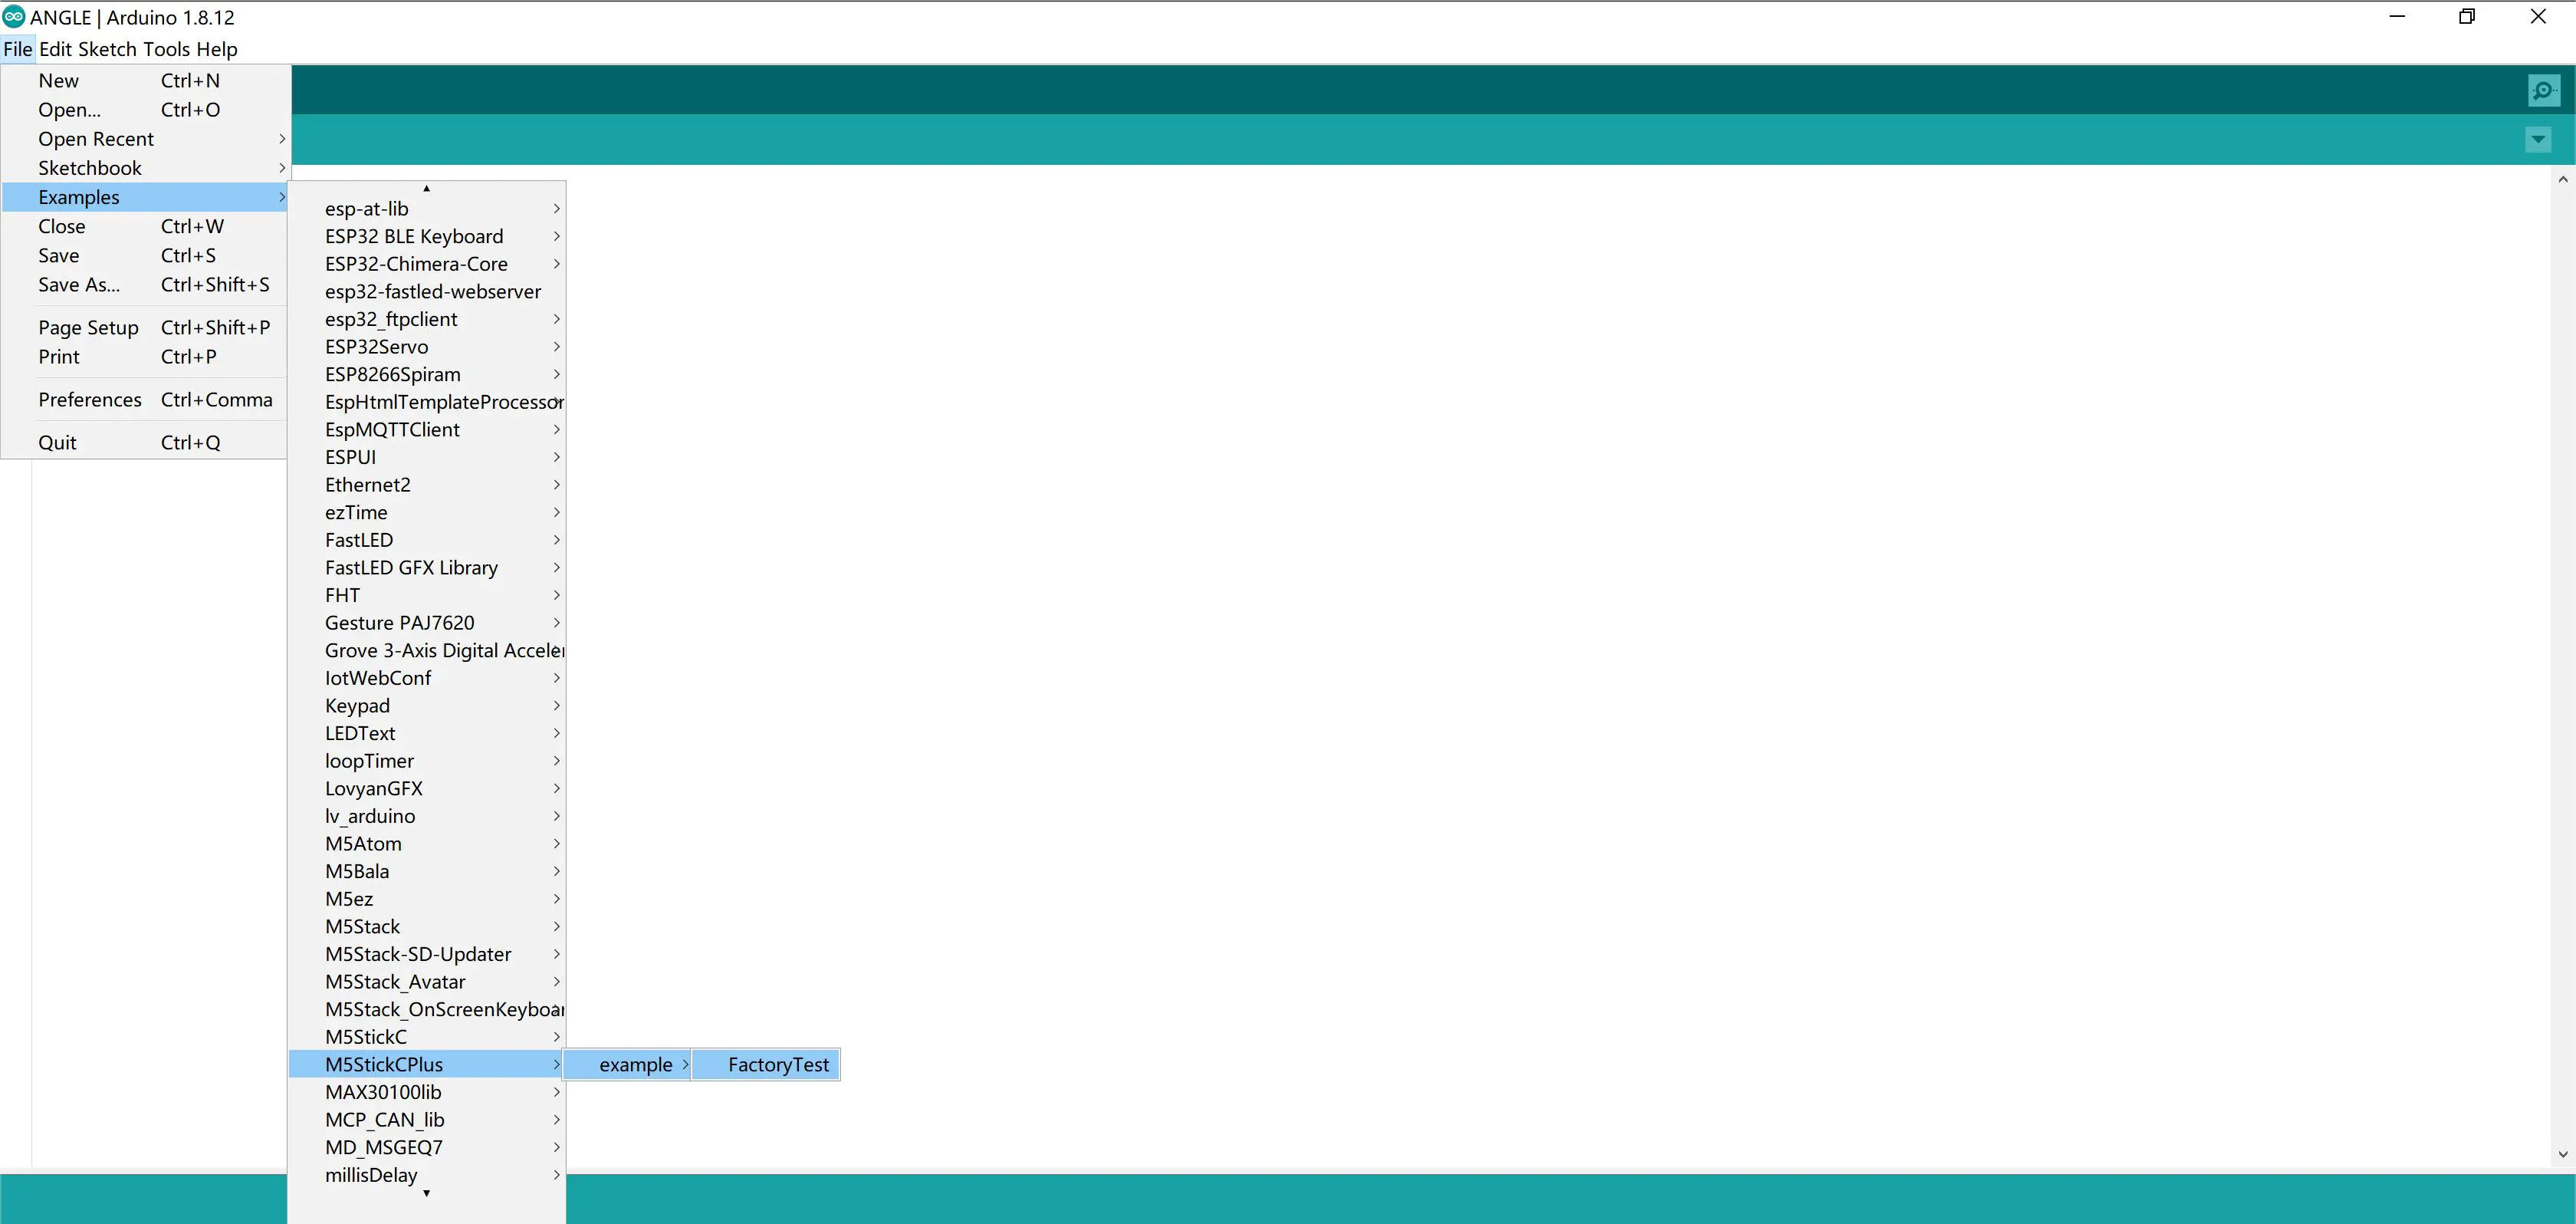 ANGLE | Arduino 1.8.12
File Edit Sketch Tools Help
New Ctrl+N
Open... Ctrl+O
Open Recent
Sketchbook
Examples
Close Ctrl+W
Save Ctrl+S
Save As... Ctrl+Shift+S
Page Setup Ctrl+Shift+P
Print Ctrl+P
Preferences Ctrl+Comma
Quit Ctrl+Q
esp-at-lib
ESP32 BLE Keyboard
ESP32-Chimera-Core
esp32-fastled-webserver
esp32_ftpclient
ESP32Servo
ESP8266Spiram
EspHtmlTemplateProcessor
EspMQTTClient
ESPUI
Ethernet2
ezTime
FastLED
FastLED GFX Library
FHT
Gesture PAJ7620
Grove 3-Axis Digital Acceler
IotWebConf
Keypad
LEDText
loopTimer
LovyanGFX
lv_arduino
M5Atom
M5Bala
M5ez
M5Stack
M5Stack-SD-Updater
M5Stack_Avatar
M5Stack_OnScreenKeyboar
M5StickC
M5StickCPlus example FactoryTest
MAX30100lib
MCP_CAN_lib
MD_MSGEQ7
millisDelay